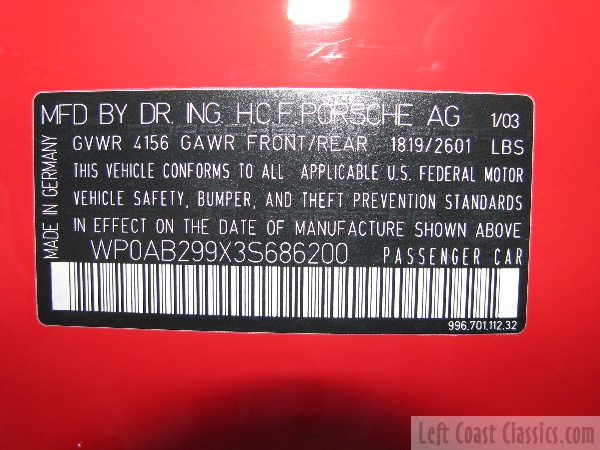 MFD BY DR. ING. H.C.F. PORSCHE AG 1/03
GVWR 4156 GAWR FRONT/REAR 1819/2601 LBS
THIS VEHICLE CONFORMS TO ALL APPLICABLE U.S. FEDERAL MOTOR
VEHICLE SAFETY, BUMPER, AND THEFT PREVENTION STANDARDS
IN EFFECT ON THE DATE OF MANUFACTURE SHOWN ABOVE
WP0AB299X3S686200 PASSENGER CAR
MADE IN GERMANY
996.701.112.32
Left Coast Classics.com